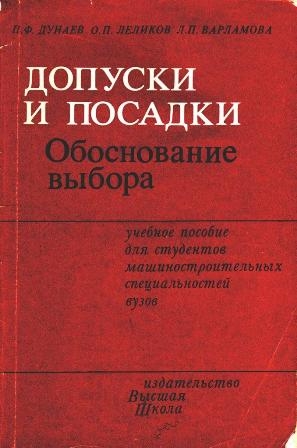 П.Ф. ДУНАЕВ О.П. ЛЕЛИКОВ Л.П. ВАРЛАМОВА
ДОПУСКИ
И ПОСАДКИ
Обоснование
выбора
учебное пособие
для студентов
машиностроительных
специальностей
вузов
издательство
Высшая
Школа